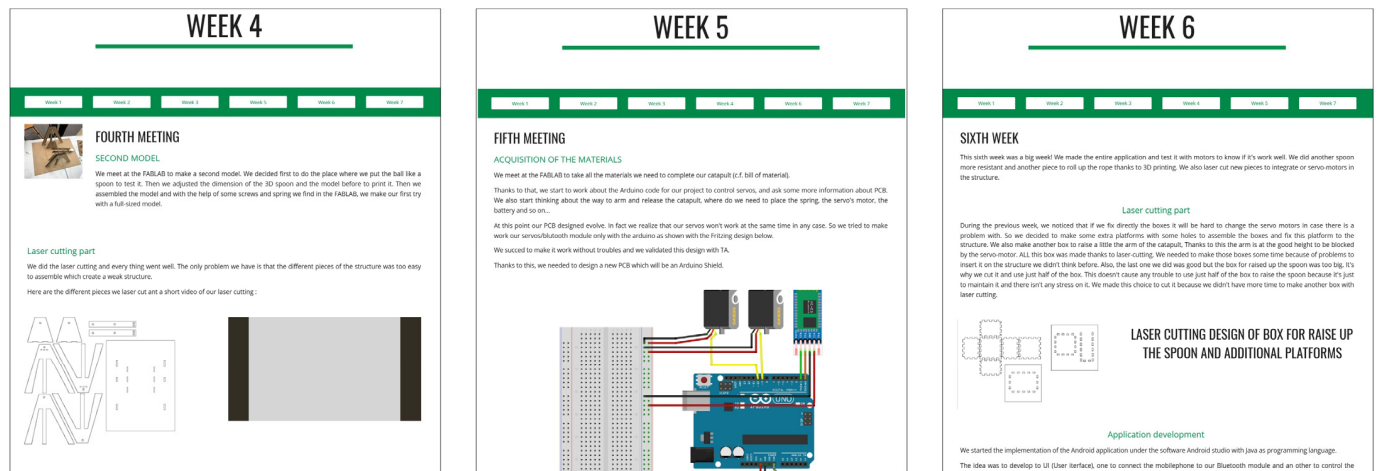 WEEK 4
Week 1
Week 2
Week 3
Week 5
Week 6
Week 7
FOURTH MEETING
SECOND MODEL
We meet at the FABLAB to make a second model. We decided first to do the place where we put the ball like a
spoon to test it. Then we adjusted the dimension of the 3D spoon and the model before to print it. Then we
assembled the model and with the help of some screws and spring we find in the FABLAB, we make our first try
with a full-sized model.
Laser cutting part
We did the laser cutting and every thing went well. The only problem we have is that the different pieces of the structure was too easy
to assemble which create a weak structure.
Here are the different pieces we laser cut ant a short video of our laser cutting :
WEEK 5
Week 1
Week 2
Week 3
Week 4
Week 6
Week 7
FIFTH MEETING
ACQUISITION OF THE MATERIALS
We meet at the FABLAB to take all the materials we need to complete our catapult (c.f. bill of material).
Thanks to that, we start to work about the Arduino code for our project to control servos, and ask some more information about PCB.
We also start thinking about the way to arm and release the catapult, where do we need to place the spring, the servo's motor, the
battery and so on...
At this point our PCB designed evolve. In fact we realize that our servos won't work at the same time in any case. So we tried to make
work our servos/blutooth module only with the arduino as shown with the Fritzing design below.
We succed to make it work without troubles and we validated this design with TA.
Thanks to this, we needed to design a new PCB which will be an Arduino Shield.
UNO
WEEK 6
Week 1
Week 2
Week 3
Week 4
Week 5
Week 7
SIXTH WEEK
This sixth week was a big week! We made the entire application and test it with motors to know if it's work well. We did another spoon
more resistant and another piece to roll up the rope thanks to 3D printing. We also laser cut new pieces to integrate or servo-motors in
the structure.
Laser cutting part
During the previous week, we noticed that if we fix directly the boxes it will be hard to change the servo motors in case there is a
problem with. So we decided to make some extra platforms with some holes to assemble the boxes and fix this platform to the
structure. We also make another box to raise a little the arm of the catapult, Thanks to this the arm is at the good height to be blocked
by the servo-motor. ALL this box was made thanks to laser-cutting. We needed to make those boxes some time because of problems to
insert it on the structure we didn't think before. Also, the last one we did was good but the box for raised up the spoon was too big, It's
why we cut it and use just half of the box. This doesn't cause any trouble to use just half of the box to raise the spoon because it's just
to maintain it and there isn't any stress on it. We made this choice to cut it because we didn't have more time to make another box with
laser cutting.
LASER CUTTING DESIGN OF BOX FOR RAISE UP
THE SPOON AND ADDITIONAL PLATFORMS
Application development
We started the implementation of the Android application under the software Android studio with Java as programming language.
The idea was to develop to UI (User iterface), one to connect the mobilephone to our Bluetooth module and an other to control the